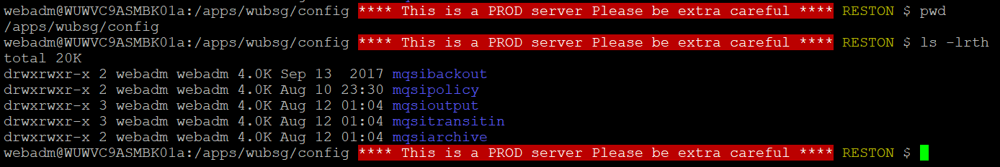 webadm@WUWVC9ASMBK01a:/apps/wubsg/config **** This is a PROD server Please be extra careful **** RESTON $ pwd
/apps/wubsg/config
webadm@WUWVC9ASMBK01a:/apps/wubsg/config **** This is a PROD server Please be extra careful **** RESTON $ ls -lrth
total 20K
drwxrwxr-x 2 webadm webadm 4.0K Sep 13  2017 mqsibackout
drwxrwxr-x 2 webadm webadm 4.0K Aug 10 23:30 mqsipolicy
drwxrwxr-x 3 webadm webadm 4.0K Aug 12 01:04 mqsioutput
drwxrwxr-x 3 webadm webadm 4.0K Aug 12 01:04 mqsitransitin
drwxrwxr-x 2 webadm webadm 4.0K Aug 12 01:04 mqsiarchive
webadm@WUWVC9ASMBK01a:/apps/wubsg/config **** This is a PROD server Please be extra careful **** RESTON $